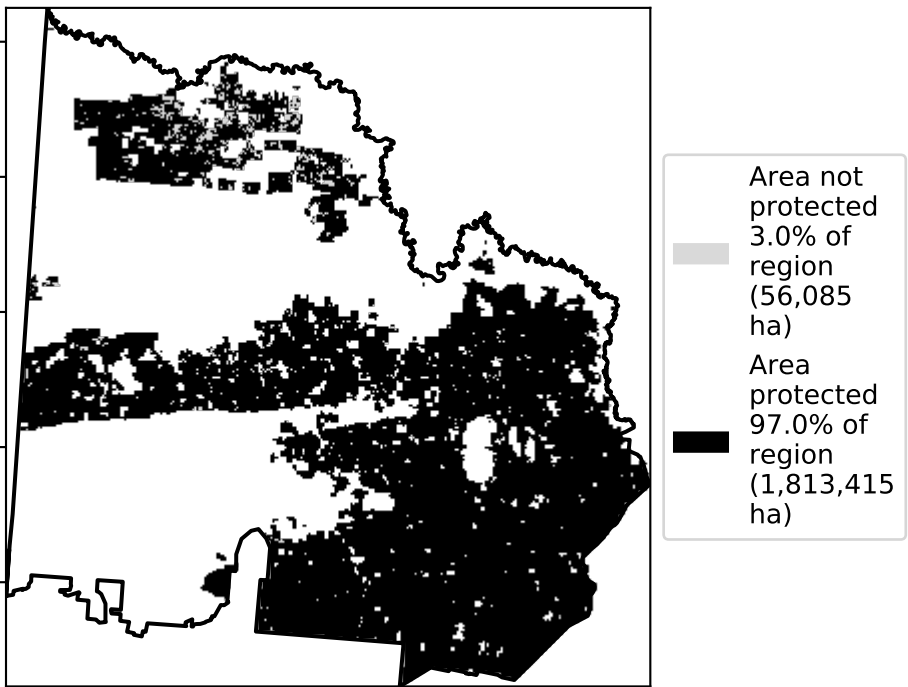 Area not
protected
3.0% of
region
(56,085
ha)
Area
protected
97.0% of
region
(1,813,415
ha)